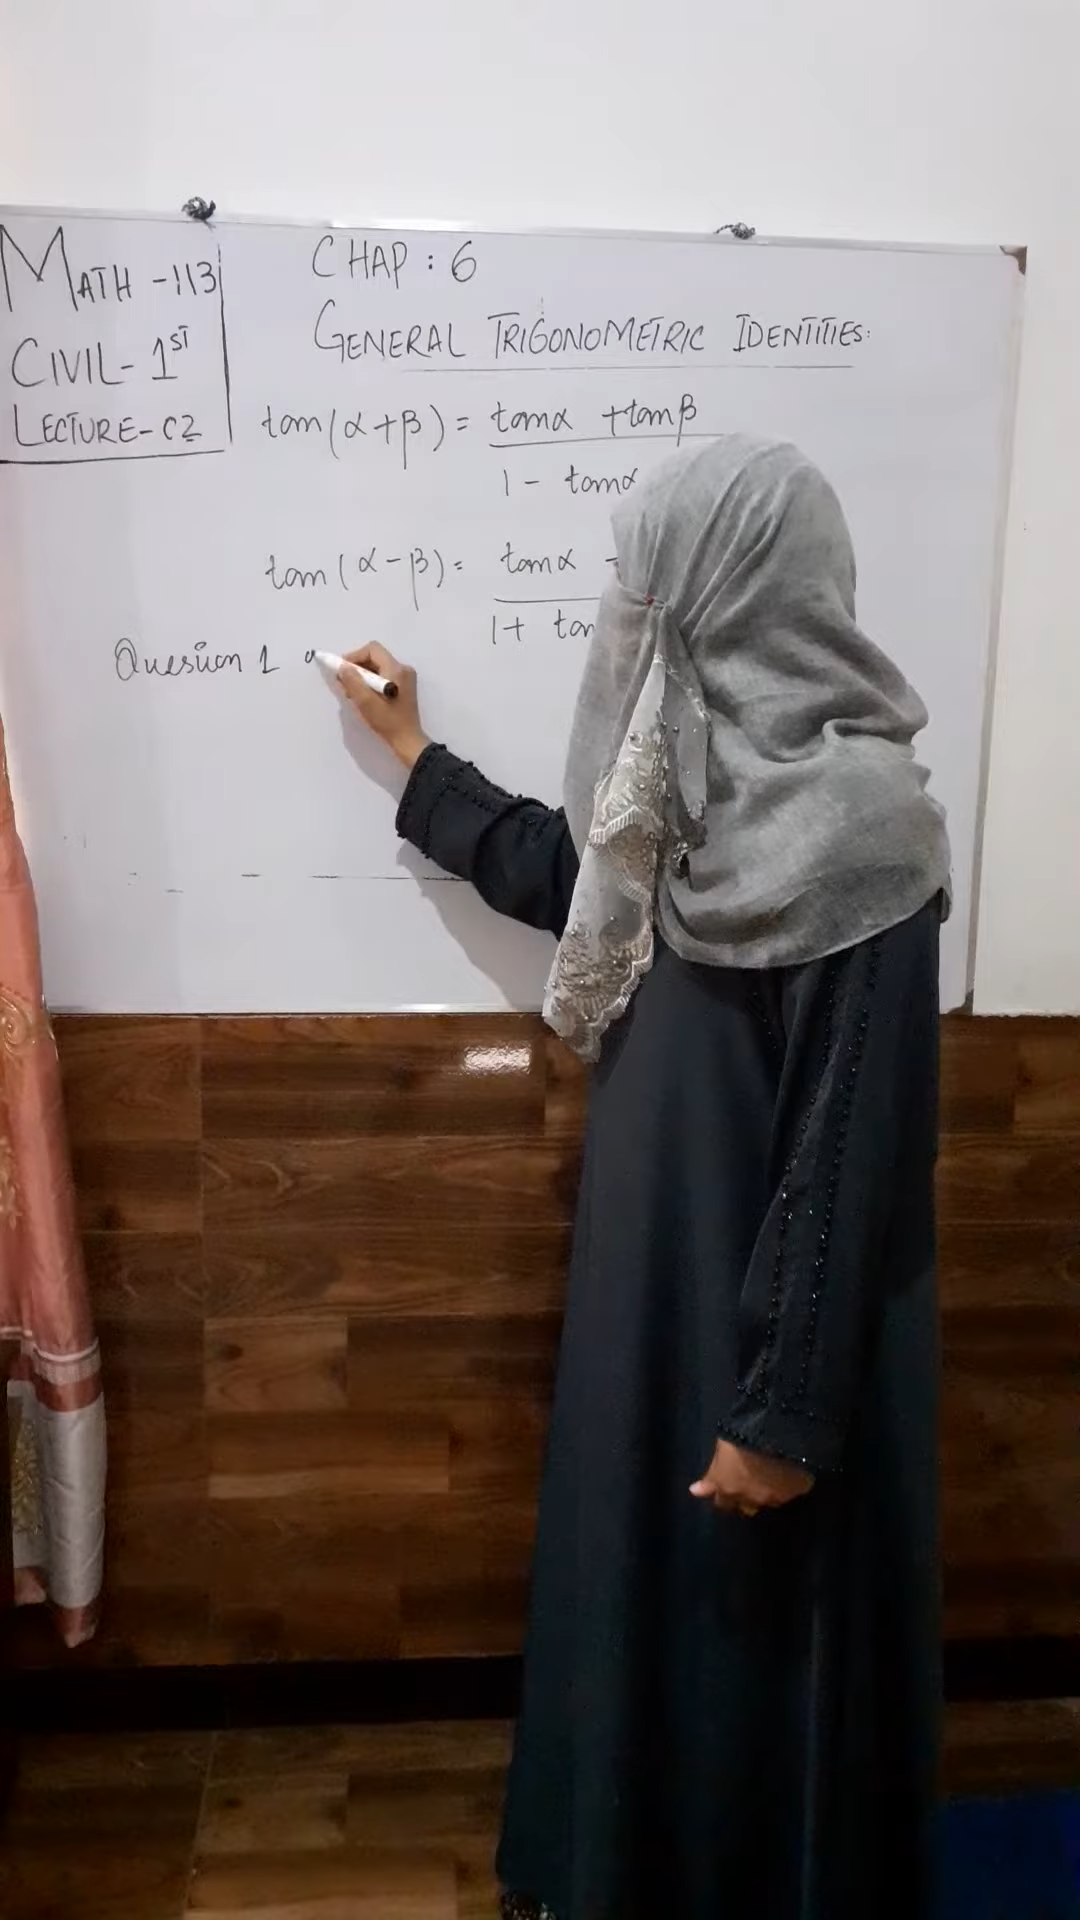 MATH -113
CIVIL- 1ST
LECTURE- 02
CHAP : 6
GENERAL TRIGONOMETRIC IDENTITIES:
tan(α+β) = tanα +tanβ
1 - tanα
tan(α-β) = tanα -
1+ tan
Question 1